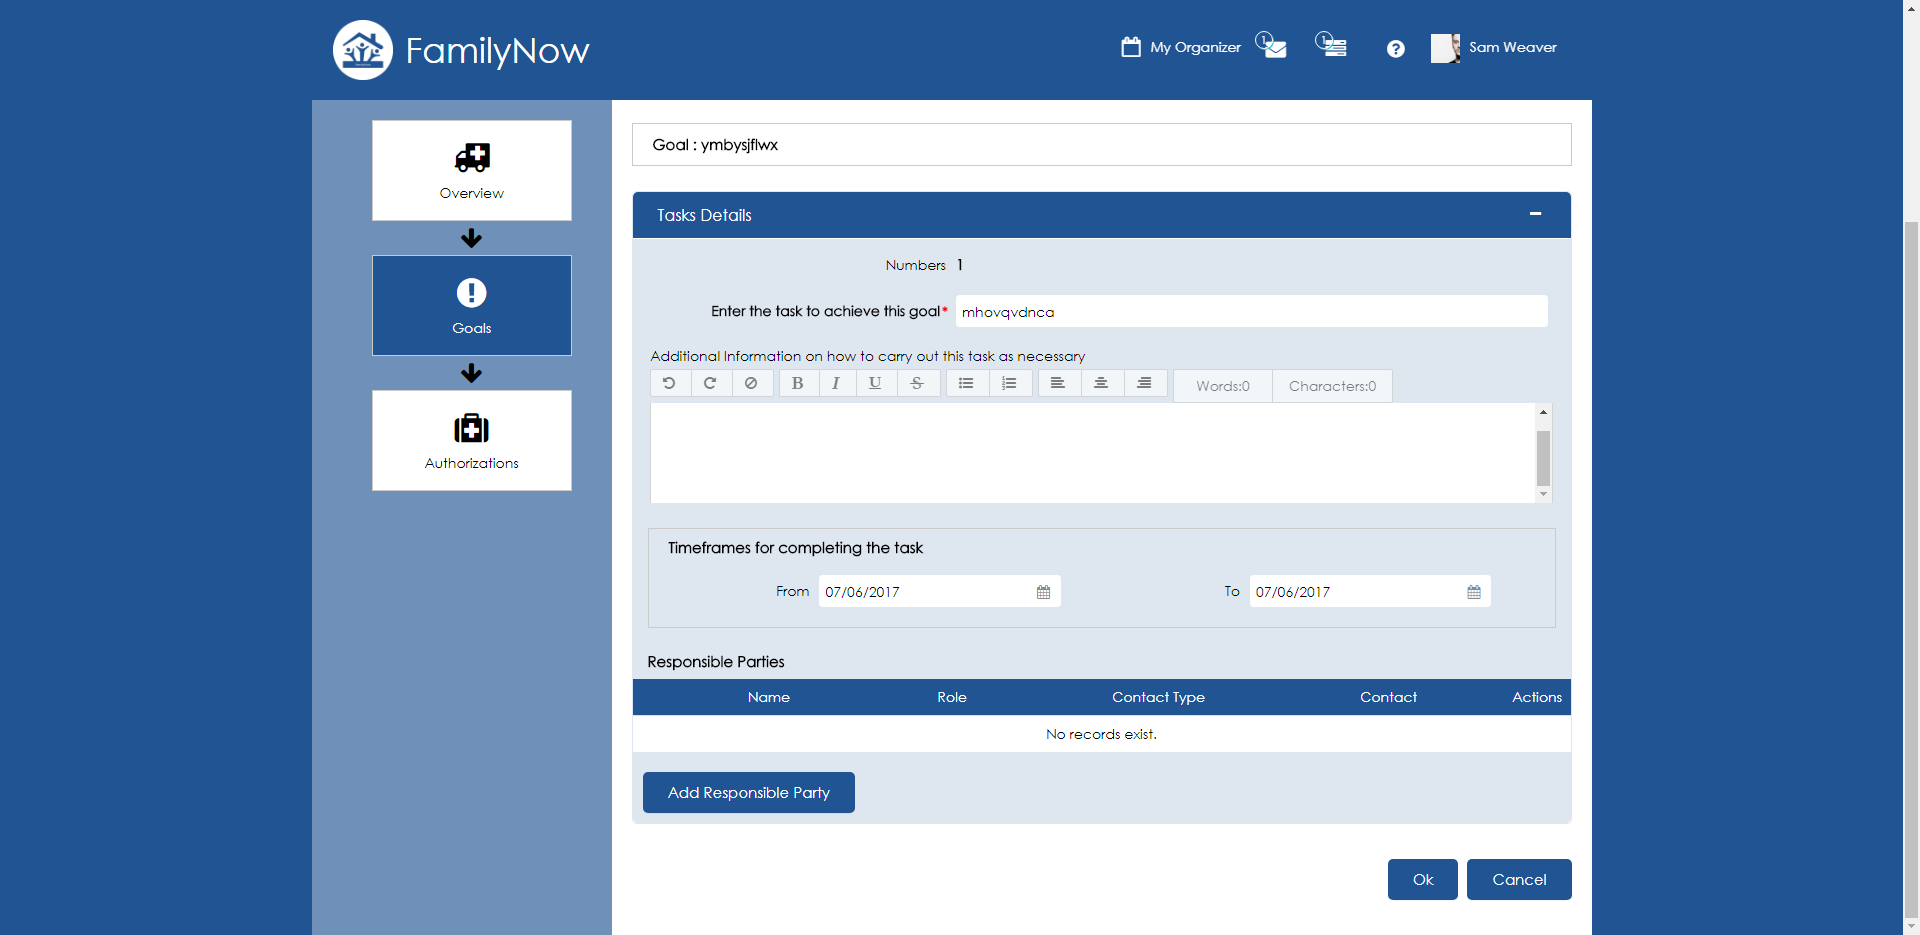 FamilyNow
My Organizer
1
1
Sam Weaver
Overview
Goals
Authorizations
Goal : ymbysjflwx
Tasks Details
Numbers 1
Enter the task to achieve this goal* mhovqvdnca
Additional Information on how to carry out this task as necessary
B I U S Words:0 Characters:0
Timeframes for completing the task
From 07/06/2017 To 07/06/2017
Responsible Parties
Name Role Contact Type Contact Actions
No records exist.
Add Responsible Party
Ok Cancel